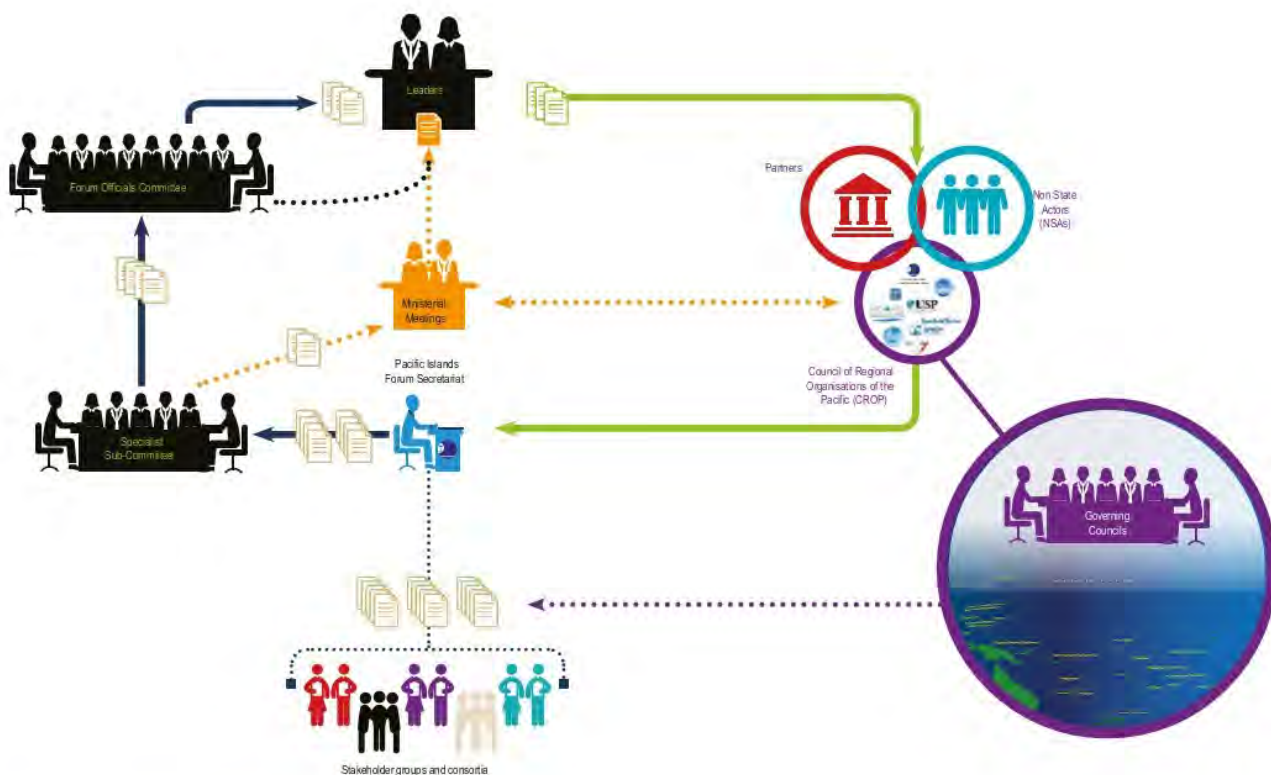 Leaders
Forum Officials Committee
Partners
Non State
Actors
(NSAs)
Ministerial
Meetings
USP
Pacific Islands
Forum Secretariat
Council of Regional
Organisations of the
Pacific (CROP)
Specialist
Sub-Committee
Governing
Councils
Stakeholder groups and consortia